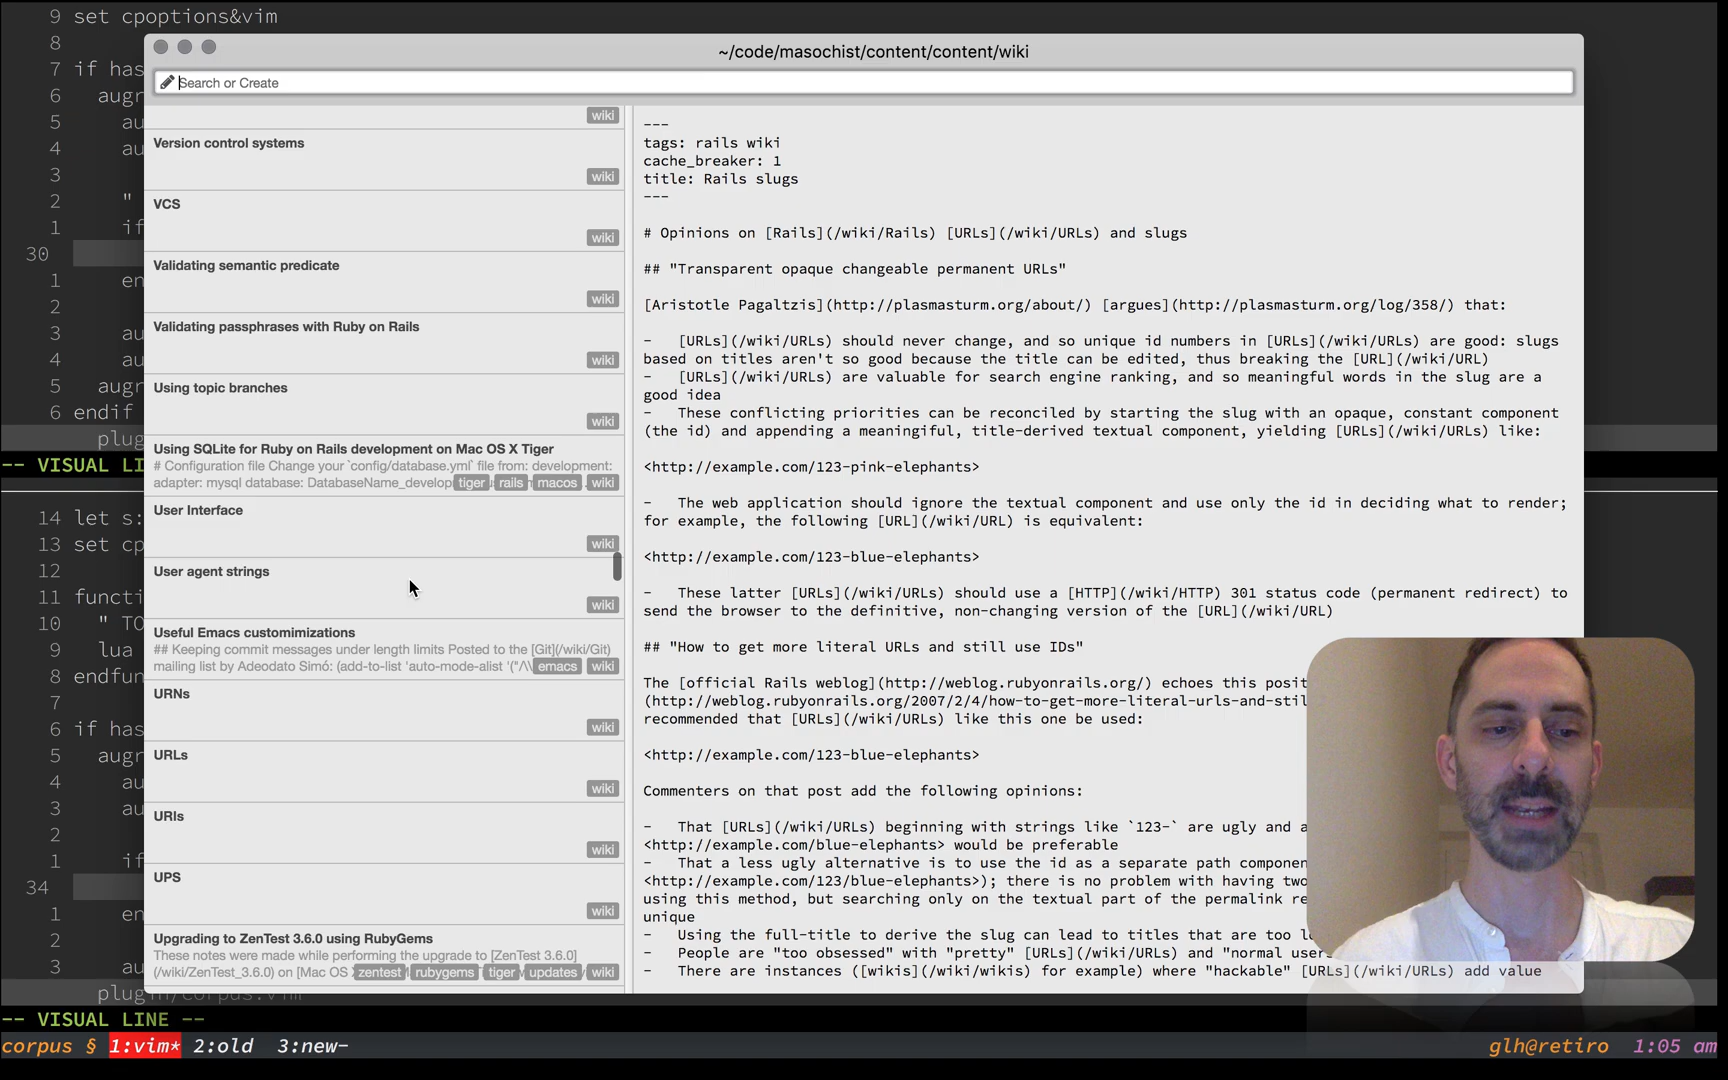 9 set cpoptions&vim
8
7 if has
6 augr
5 au
4 au
3
2 "
1 if
30
1 en
2
3 au
4 au
5 augr
6 endif
plug
-- VISUAL LI
14 let s:
13 set cp
12
11 functi
10 " TO
9 lua
8 endfun
7
6 if has
5 auge
4 au
3 au
2
1 if
34
1 en
2
3 au
plugin/corpus.vim
-- VISUAL LINE --
corpus § 1:vim* 2:old 3:new-
glh@retiro 1:05 am
~/code/masochist/content/content/wiki
Search or Create
wiki
Version control systems
wiki
VCS
wiki
Validating semantic predicate
wiki
Validating passphrases with Ruby on Rails
wiki
Using topic branches
wiki
Using SQLite for Ruby on Rails development on Mac OS X Tiger
# Configuration file Change your `config/database.yml` file from: development:
adapter: mysql database: DatabaseName_develop tiger rails macos wiki
User Interface
wiki
User agent strings
wiki
Useful Emacs customimizations
## Keeping commit messages under length limits Posted to the [Git](/wiki/Git)
mailing list by Adeodato Simó: (add-to-list 'auto-mode-alist '("/\\ emacs wiki
URNs
wiki
URLs
wiki
URIs
wiki
UPS
wiki
Upgrading to ZenTest 3.6.0 using RubyGems
These notes were made while performing the upgrade to [ZenTest 3.6.0]
(/wiki/ZenTest_3.6.0) on [Mac OS zentest rubygems tiger updates wiki
---
tags: rails wiki
cache_breaker: 1
title: Rails slugs
---
# Opinions on [Rails](/wiki/Rails) [URLs](/wiki/URLs) and slugs
## "Transparent opaque changeable permanent URLs"
[Aristotle Pagaltzis](http://plasmasturm.org/about/) [argues](http://plasmasturm.org/log/358/) that:
- [URLs](/wiki/URLs) should never change, and so unique id numbers in [URLs](/wiki/URLs) are good: slugs
based on titles aren't so good because the title can be edited, thus breaking the [URL](/wiki/URL)
- [URLs](/wiki/URLs) are valuable for search engine ranking, and so meaningful words in the slug are a
good idea
- These conflicting priorities can be reconciled by starting the slug with an opaque, constant component
(the id) and appending a meaningiful, title-derived textual component, yielding [URLs](/wiki/URLs) like:
<http://example.com/123-pink-elephants>
- The web application should ignore the textual component and use only the id in deciding what to render;
for example, the following [URL](/wiki/URL) is equivalent:
<http://example.com/123-blue-elephants>
- These latter [URLs](/wiki/URLs) should use a [HTTP](/wiki/HTTP) 301 status code (permanent redirect) to
send the browser to the definitive, non-changing version of the [URL](/wiki/URL)
## "How to get more literal URLs and still use IDs"
The [official Rails weblog](http://weblog.rubyonrails.org/) echoes this posit
(http://weblog.rubyonrails.org/2007/2/4/how-to-get-more-literal-urls-and-stil
recommended that [URLs](/wiki/URLs) like this one be used:
<http://example.com/123-blue-elephants>
Commenters on that post add the following opinions:
- That [URLs](/wiki/URLs) beginning with strings like `123-` are ugly and a
<http://example.com/blue-elephants> would be preferable
- That a less ugly alternative is to use the id as a separate path componen
<http://example.com/123/blue-elephants>); there is no problem with having two
using this method, but searching only on the textual part of the permalink re
unique
- Using the full-title to derive the slug can lead to titles that are too l
- People are "too obsessed" with "pretty" [URLs](/wiki/URLs) and "normal user
- There are instances ([wikis](/wiki/wikis) for example) where "hackable" [URLs](/wiki/URLs) add value